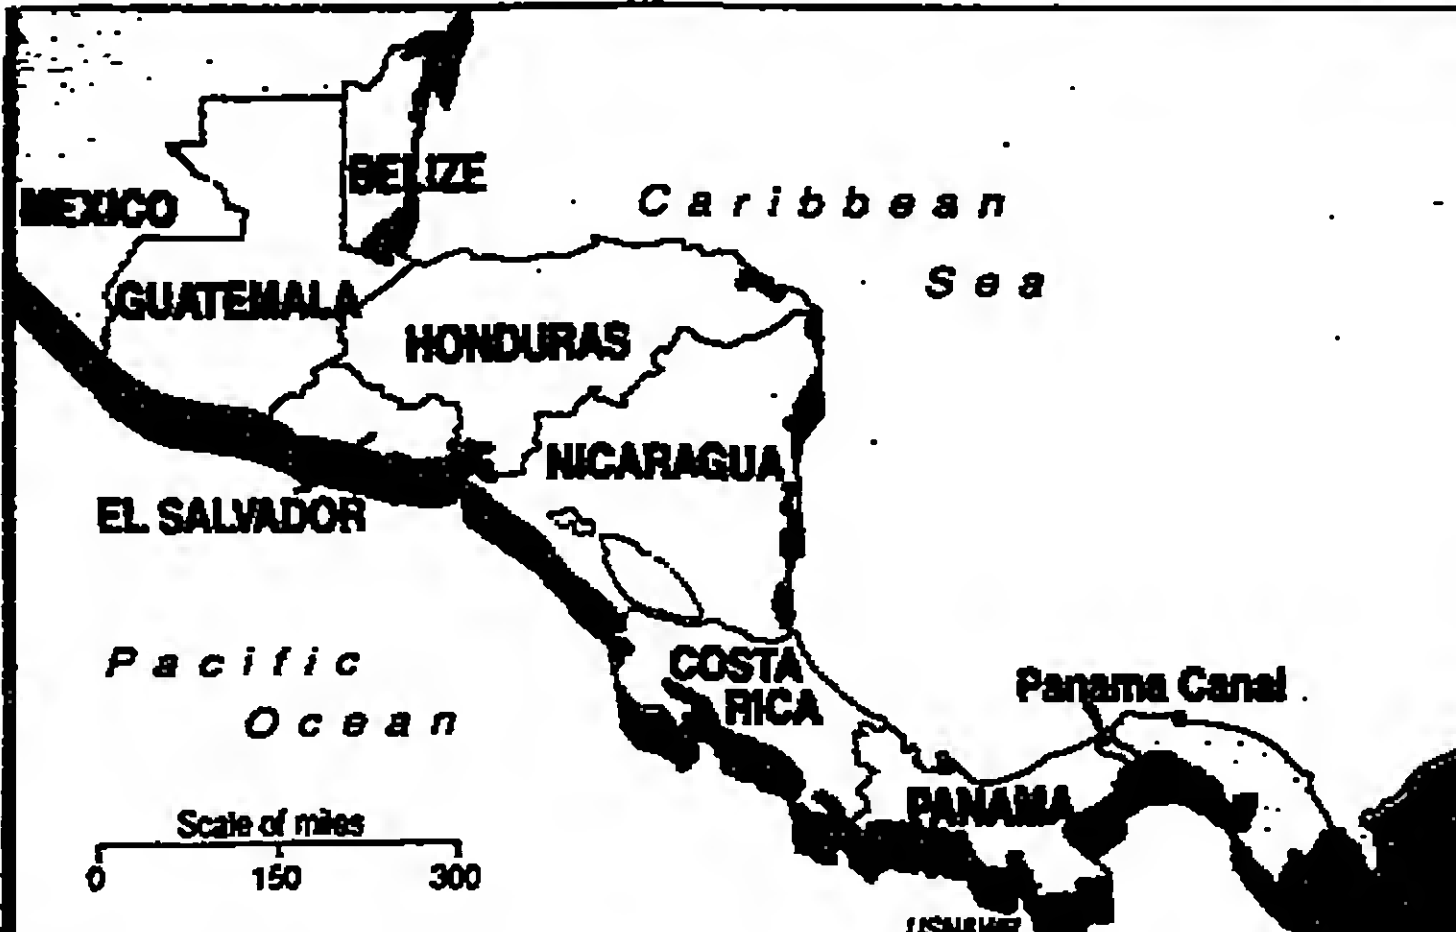 BELIZE
MEXICO
Caribbean
Sea
GUATEMALA
HONDURAS
NICARAGUA
EL SALVADOR
Pacific
Ocean
COSTA
RICA
Panama Canal
PANAMA
Scale of miles
0 150 300